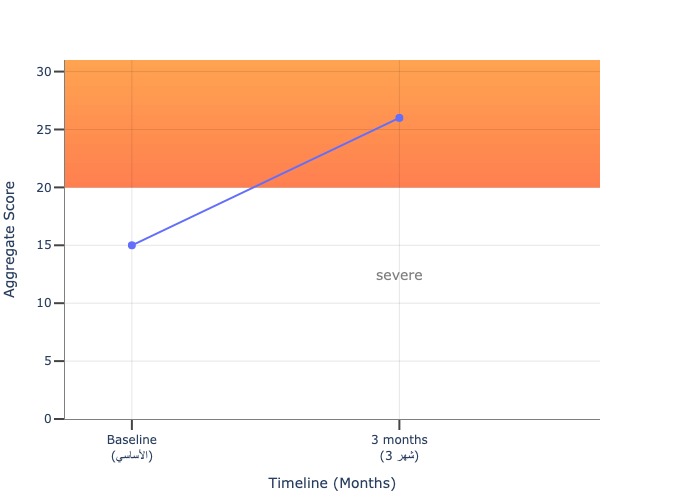 30
25
20
15
10
5
0
Aggregate Score
severe
Baseline
(الأساسي)
3 months
(3 شهر)
Timeline (Months)